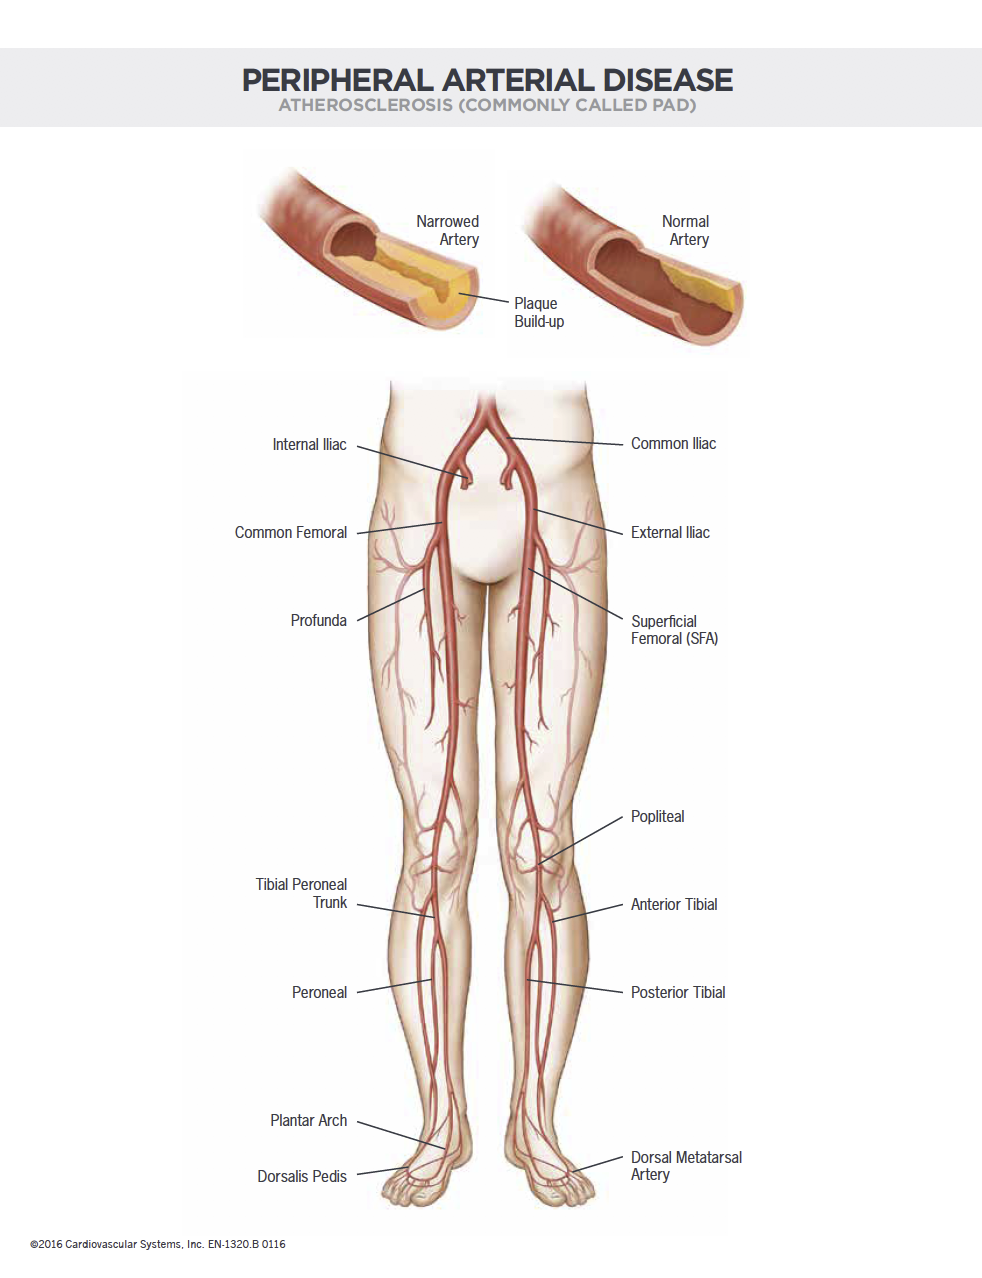 PERIPHERAL ARTERIAL DISEASE
ATHEROSCLEROSIS (COMMONLY CALLED PAD)
Narrowed
Artery
Normal
Artery
Plaque
Build-up
Internal Iliac
Common Iliac
Common Femoral
External Iliac
Profunda
Superficial
Femoral (SFA)
Popliteal
Tibial Peroneal
Trunk
Anterior Tibial
Peroneal
Posterior Tibial
Plantar Arch
Dorsalis Pedis
Dorsal Metatarsal
Artery
©2016 Cardiovascular Systems, Inc. EN-1320.B 0116